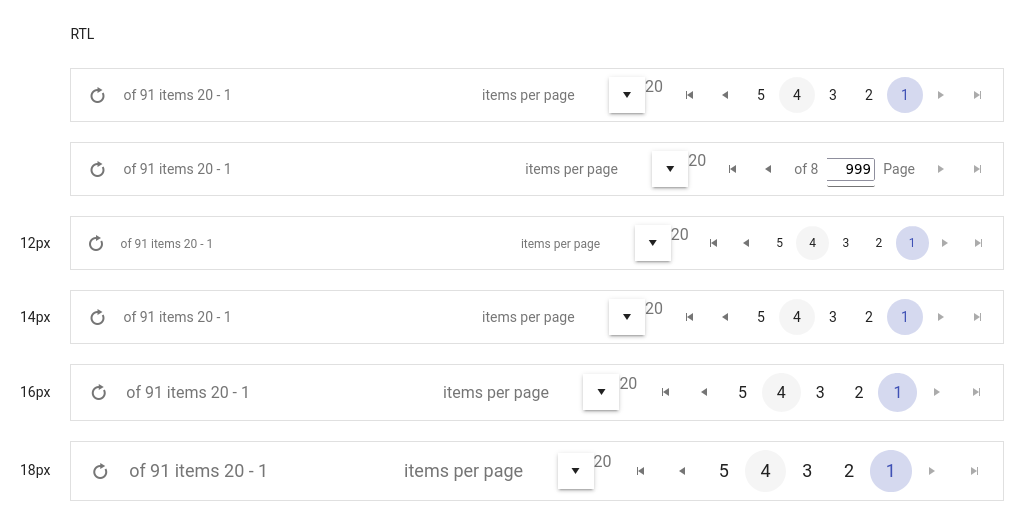 RTL
of 91 items 20 - 1 items per page 20 5 4 3 2 1
of 91 items 20 - 1 items per page 20 of 8 999 Page
12px of 91 items 20 - 1 items per page 20 5 4 3 2 1
14px of 91 items 20 - 1 items per page 20 5 4 3 2 1
16px of 91 items 20 - 1 items per page 20 5 4 3 2 1
18px of 91 items 20 - 1 items per page 20 5 4 3 2 1